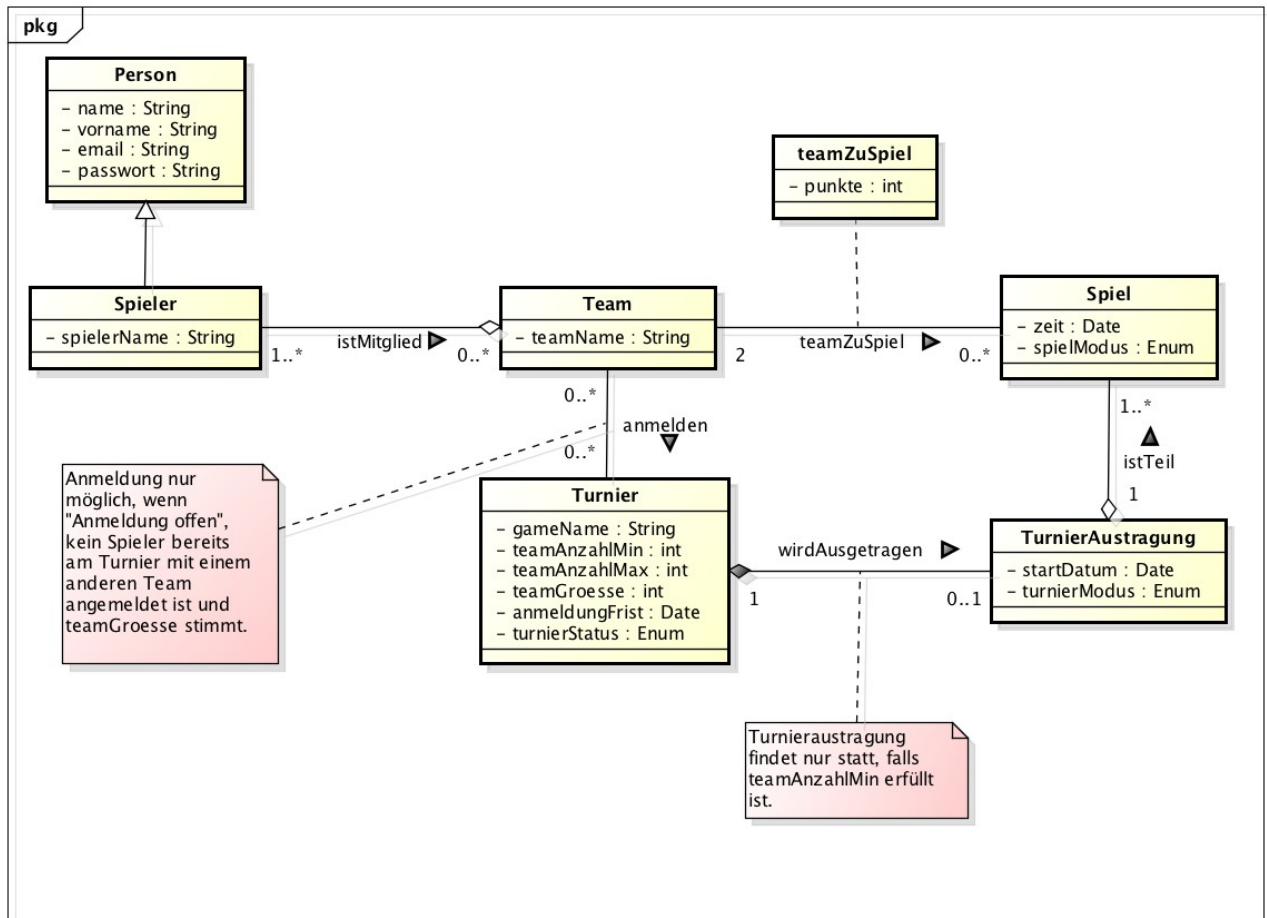 pkg
Person
– name : String
– vorname : String
– email : String
– passwort : String
teamZuSpiel
– punkte : int
Spieler
– spielerName : String
1..*
istMitglied
0..*
Team
– teamName : String
2
teamZuSpiel
0..*
Spiel
– zeit : Date
– spielModus : Enum
0..*
anmelden
0..*
1..*
istTeil
1
Anmeldung nur
möglich, wenn
"Anmeldung offen",
kein Spieler bereits
am Turnier mit einem
anderen Team
angemeldet ist und
teamGroesse stimmt.
Turnier
– gameName : String
– teamAnzahlMin : int
– teamAnzahlMax : int
– teamGroesse : int
– anmeldungFrist : Date
– turnierStatus : Enum
wirdAusgetragen
1
0..1
TurnierAustragung
– startDatum : Date
– turnierModus : Enum
Turnieraustragung
findet nur statt, falls
teamAnzahlMin erfüllt
ist.